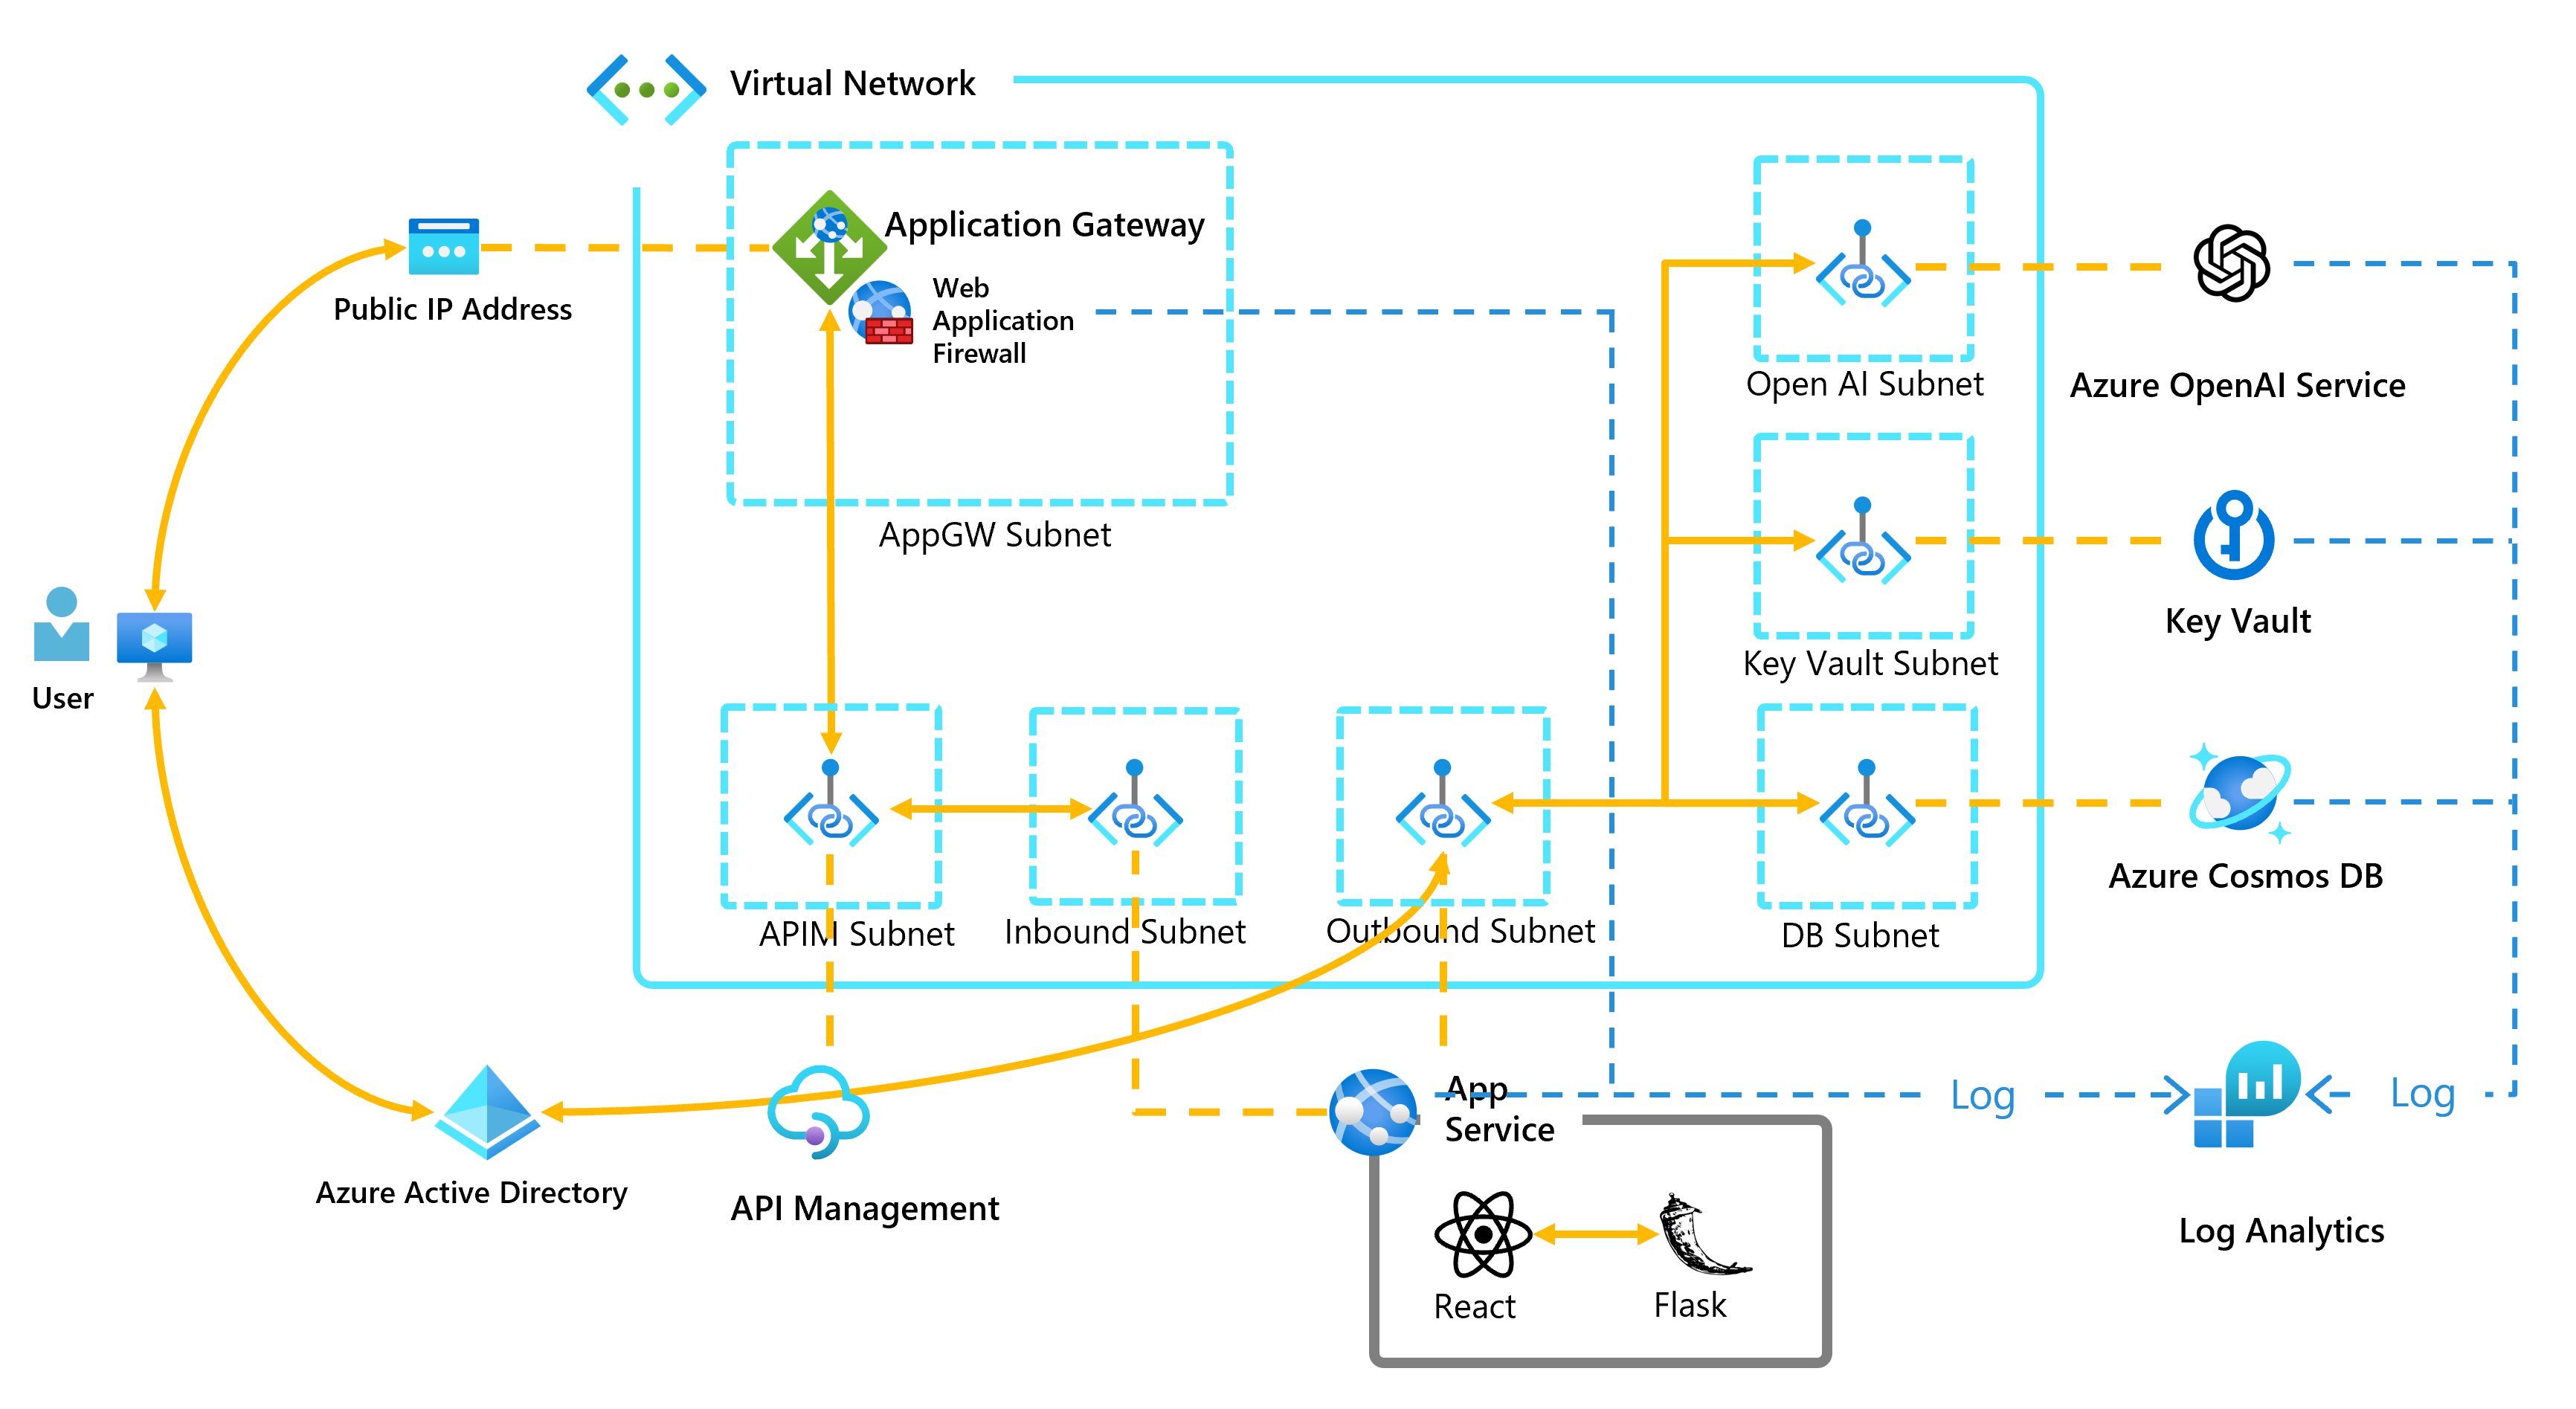 Virtual Network
Application Gateway
Web
Application
Firewall
Public IP Address
AppGW Subnet
Open AI Subnet
Azure OpenAI Service
Key Vault Subnet
Key Vault
User
APIM Subnet
Inbound Subnet
Outbound Subnet
DB Subnet
Azure Cosmos DB
App
Service
Log
Log
Azure Active Directory
API Management
Log Analytics
React
Flask